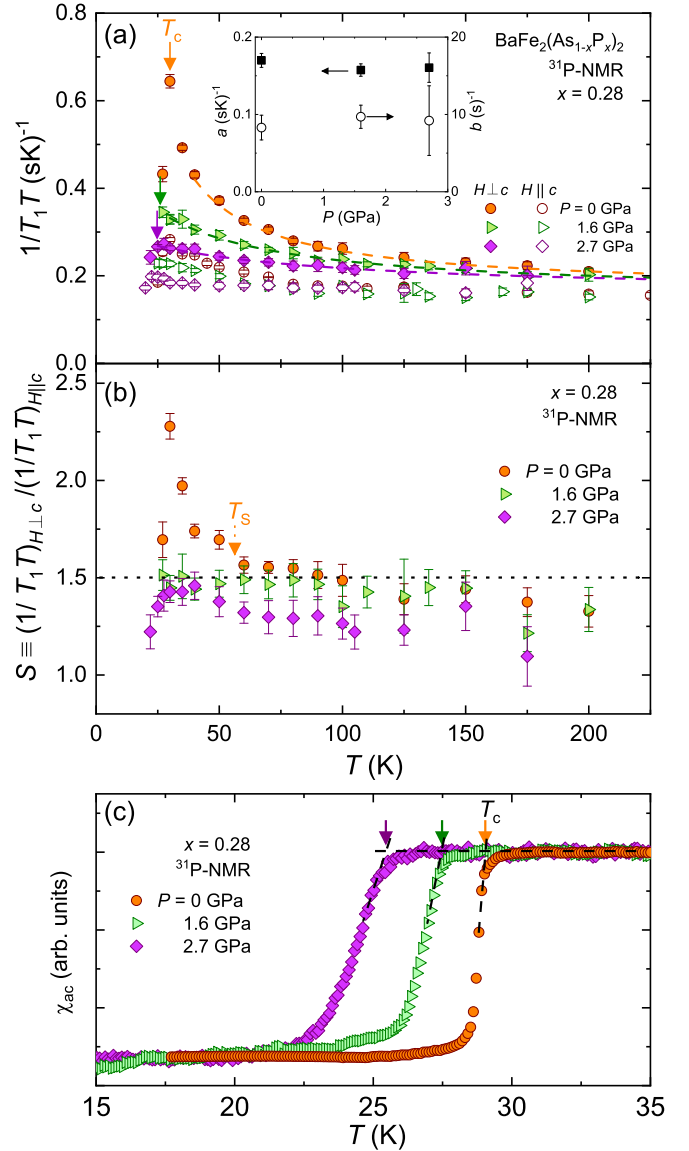 (a)
T_c
BaFe₂(As₁₋ₓPₓ)₂
³¹P-NMR
x = 0.28
0.2
0.1
0.0
20
10
0
a (sK)⁻¹
b (s)⁻¹
0 1 2 3
P (GPa)
H⊥c H ∥ c
P = 0 GPa
1.6 GPa
2.7 GPa
0.8
0.6
0.4
0.2
0.0
1/T₁T (sK)⁻¹
(b)
x = 0.28
³¹P-NMR
T_S
P = 0 GPa
1.6 GPa
2.7 GPa
2.5
2.0
1.5
1.0
S ≡ (1/ T₁T)_H⊥c /(1/T₁T)_H∥c
0 25 50 75 100 125 150 175 200
T (K)
(c)
T_c
x = 0.28
³¹P-NMR
P = 0 GPa
1.6 GPa
2.7 GPa
χ_ac (arb. units)
15 20 25 30 35
T (K)